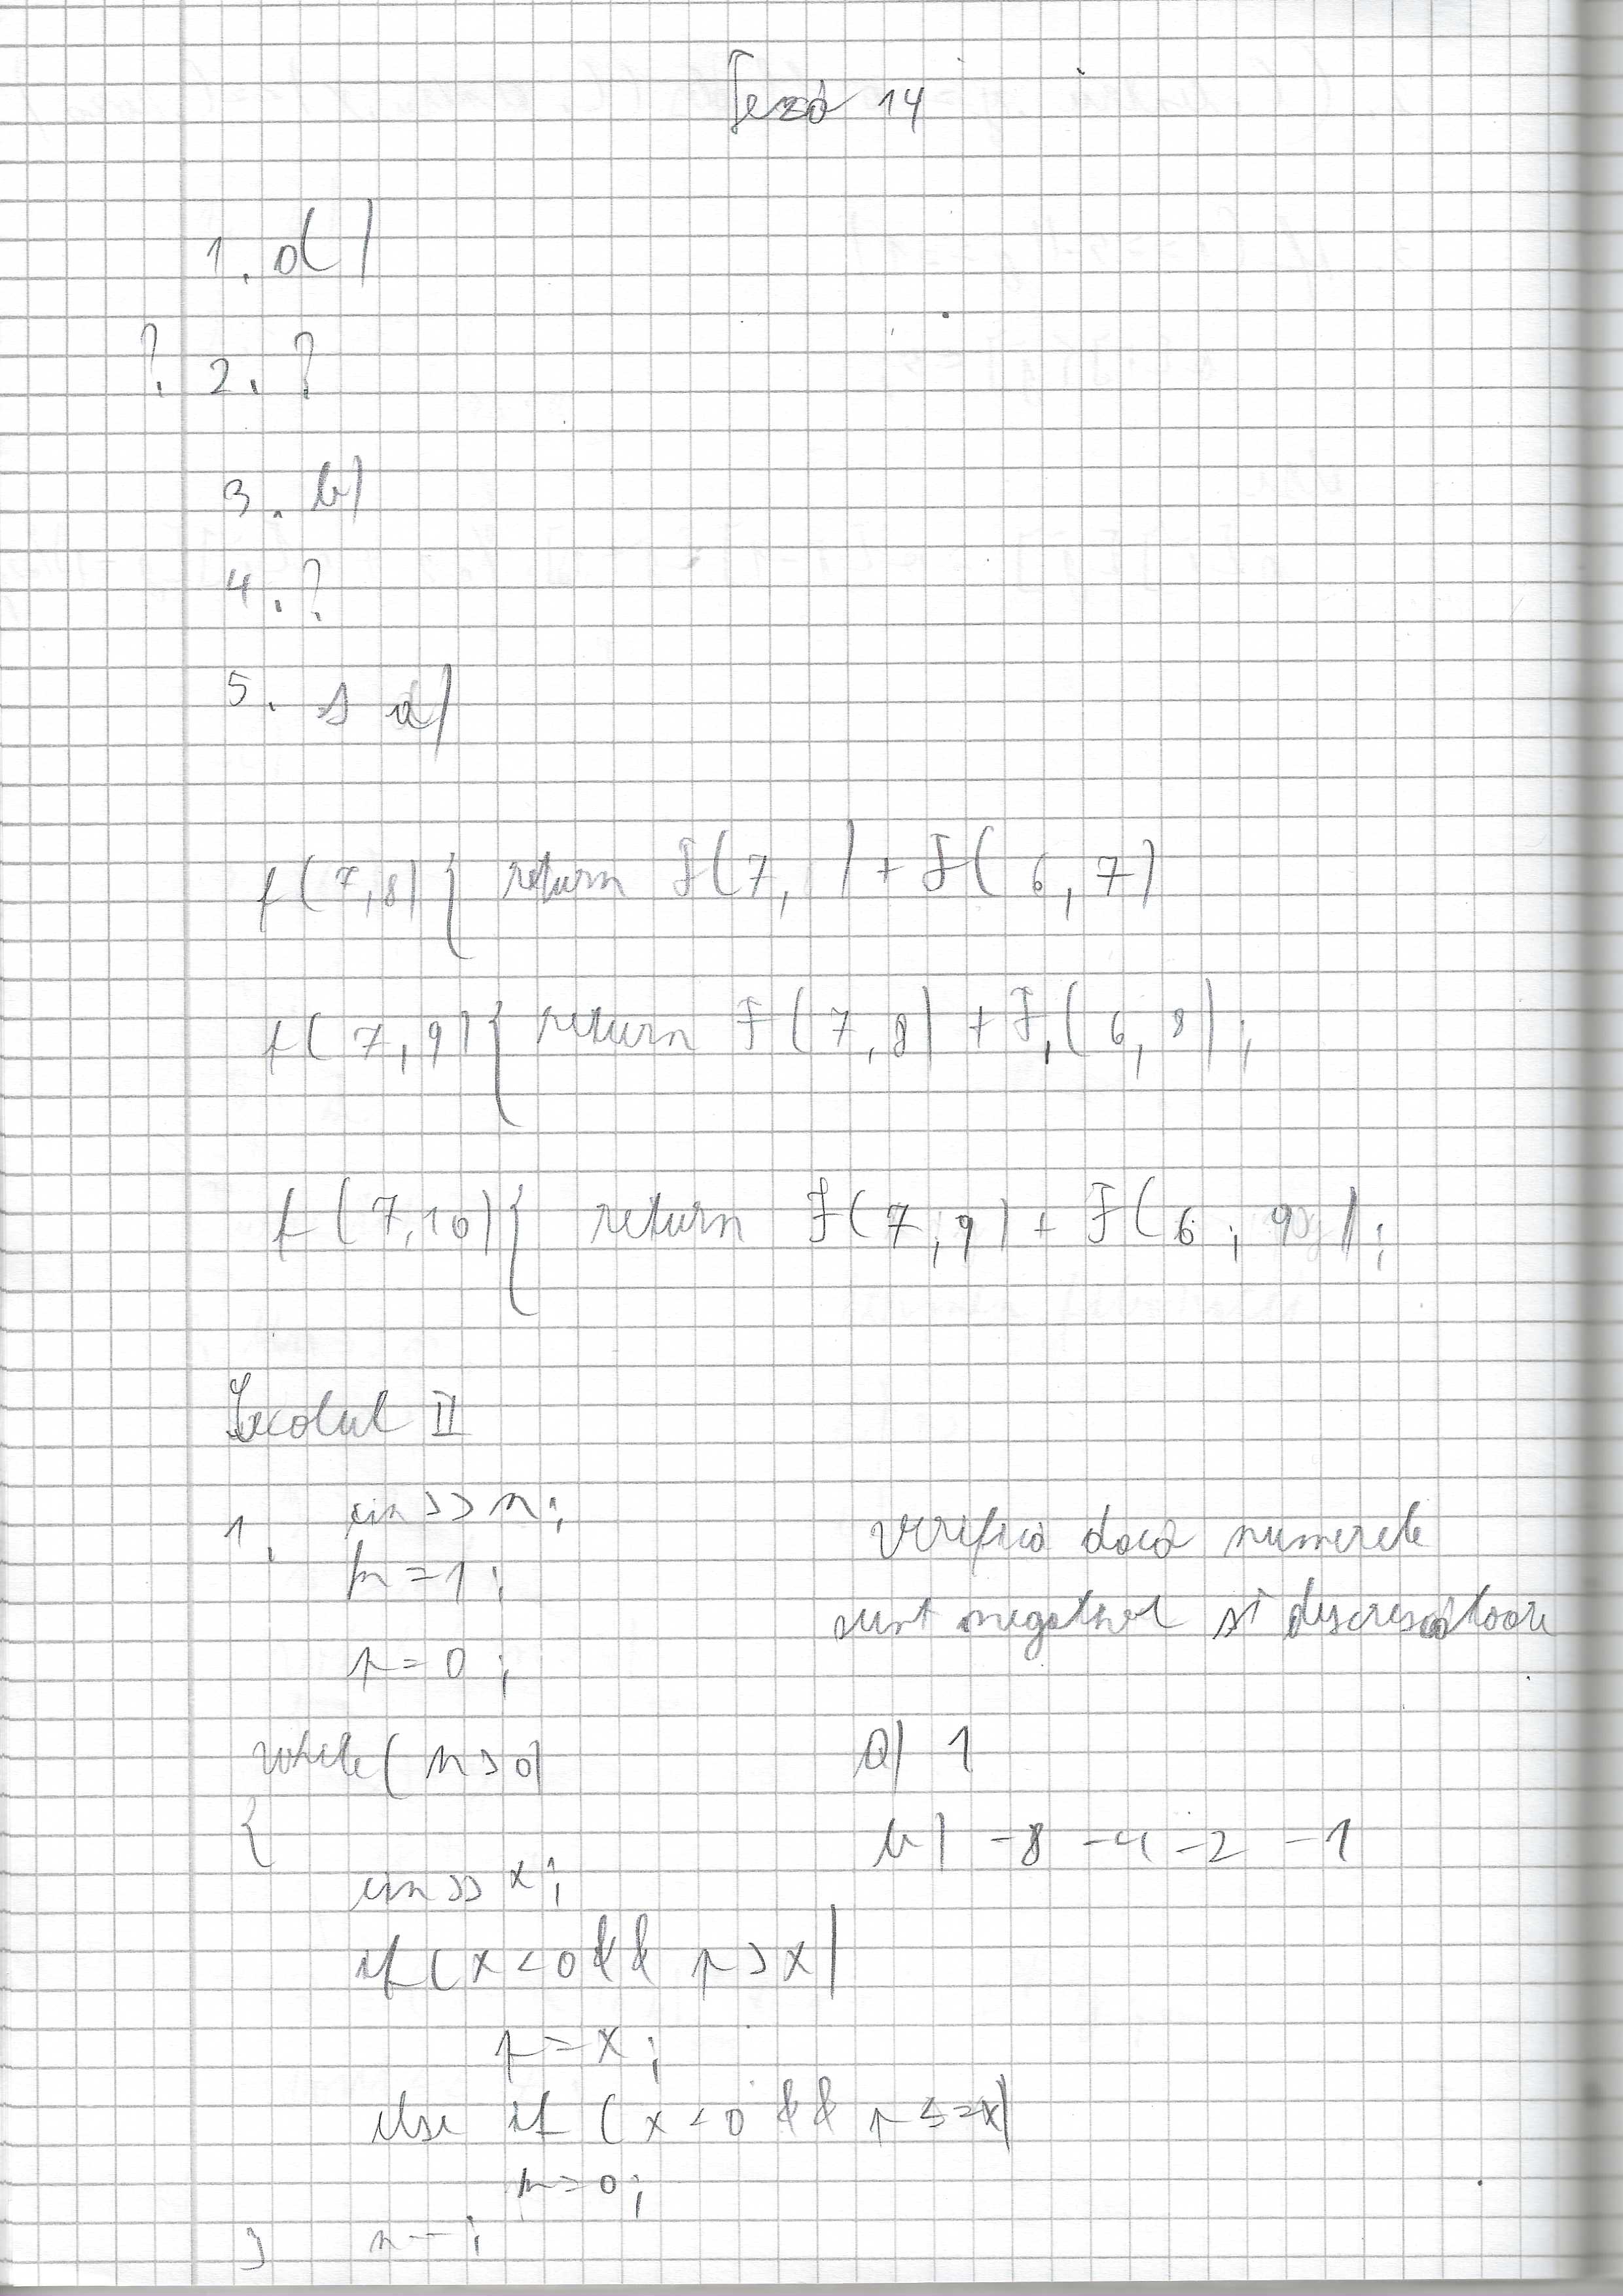 Teză 14
1. d)
? 2. ?
3. b)
4. ?
5. a)
f(7,8){ return f(7, ) + f(6,7)
f(7,9){ return f(7,8) + f(6,8);
f(7,10){ return f(7,9) + f(6,9);
II
1. cin>>n;
m=1;
r=0;
while(n>0)
{
cin>>x;
if(x<0 && r>x)
r=x;
else if (x<0 && r<=x)
m=0;
} n--;
verifică dacă numerele
sunt negative și descrescătoare
a) 1
b) -8 -4 -2 -1